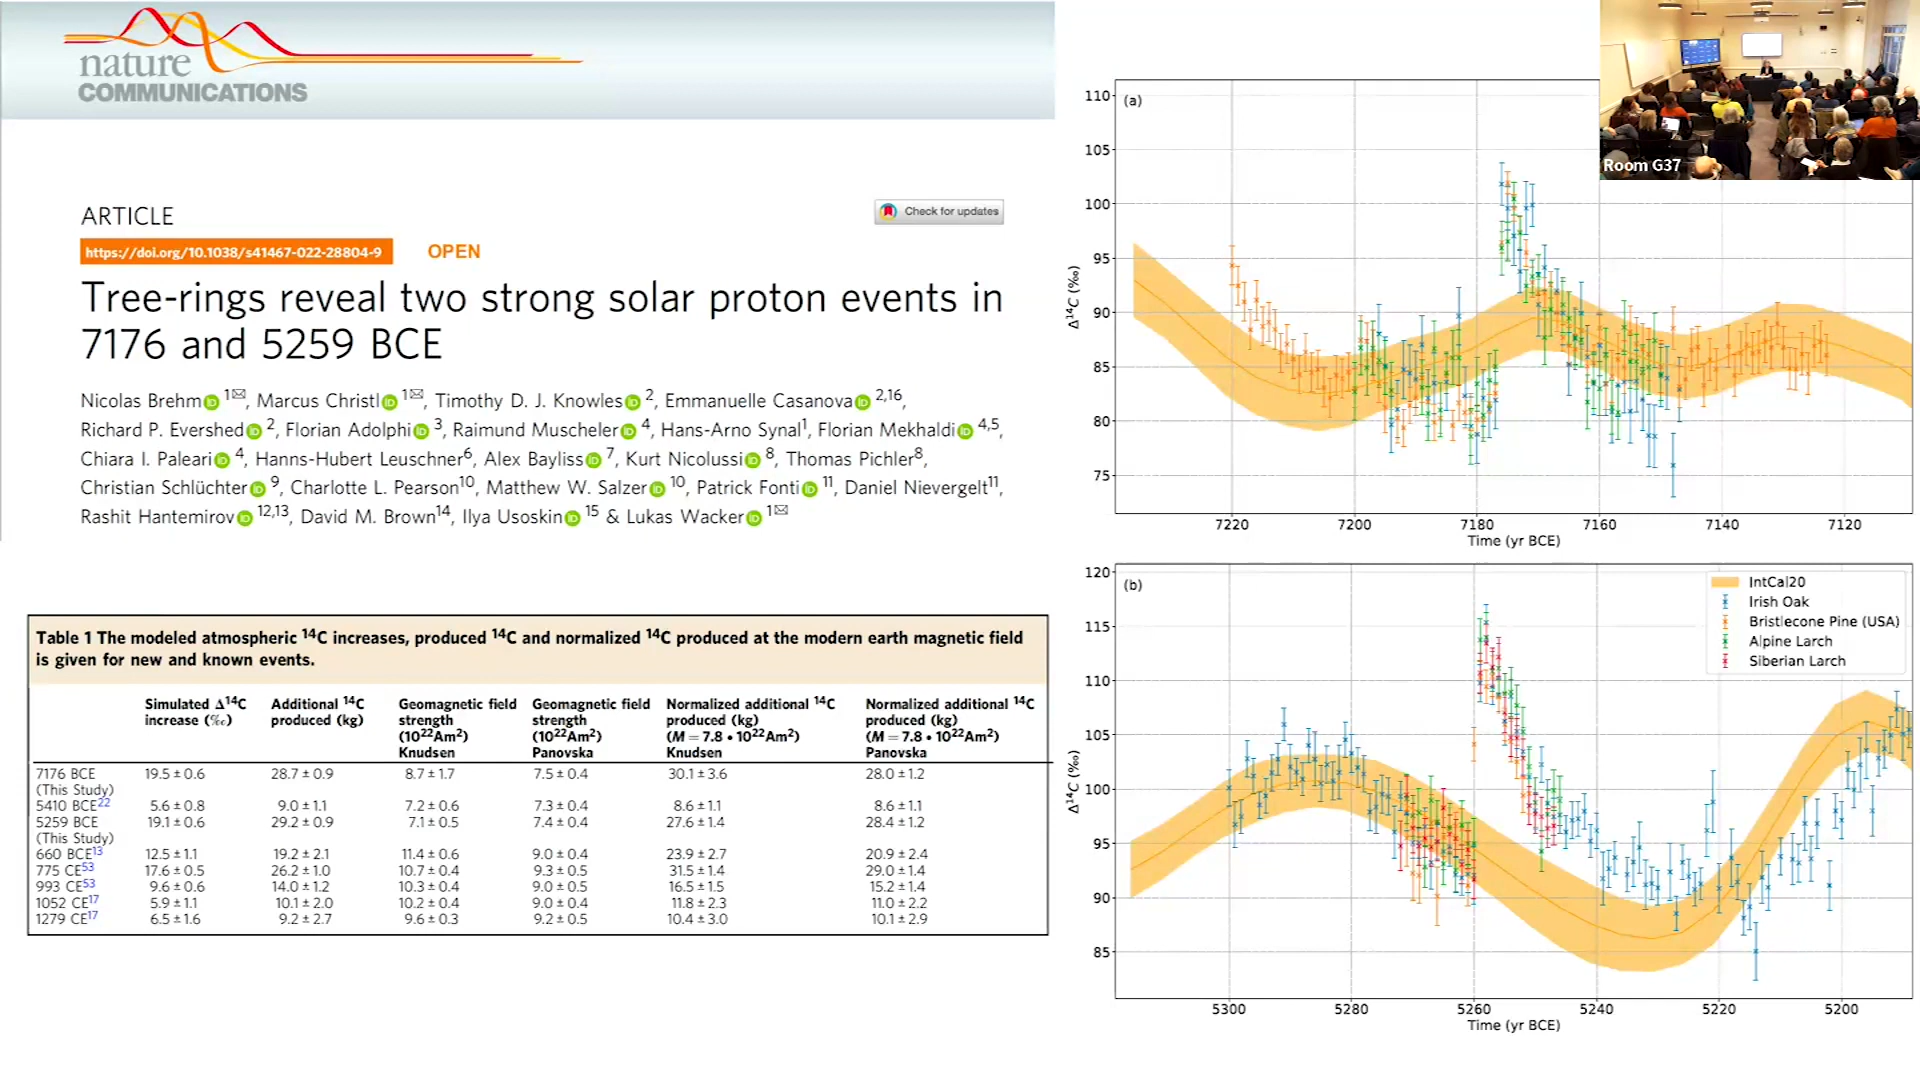 nature
COMMUNICATIONS
ARTICLE
Check for updates
https://doi.org/10.1038/s41467-022-28804-9
OPEN
Tree-rings reveal two strong solar proton events in
7176 and 5259 BCE
Nicolas Brehm 1✉, Marcus Christl 1✉, Timothy D. J. Knowles 2, Emmanuelle Casanova 2,16,
Richard P. Evershed 2, Florian Adolphi 3, Raimund Muscheler 4, Hans-Arno Synal1, Florian Mekhaldi 4,5,
Chiara I. Paleari 4, Hanns-Hubert Leuschner6, Alex Bayliss 7, Kurt Nicolussi 8, Thomas Pichler8,
Christian Schlüchter 9, Charlotte L. Pearson10, Matthew W. Salzer 10, Patrick Fonti 11, Daniel Nievergelt11,
Rashit Hantemirov 12,13, David M. Brown14, Ilya Usoskin 15 & Lukas Wacker 1✉
Table 1 The modeled atmospheric 14C increases, produced 14C and normalized 14C produced at the modern earth magnetic field
is given for new and known events.
Simulated Δ14C increase (‰) Additional 14C produced (kg) Geomagnetic field strength (10^22Am²) Knudsen Geomagnetic field strength (10^22Am²) Panovska Normalized additional 14C produced (kg) (M = 7.8 • 10^22Am²) Knudsen Normalized additional 14C produced (kg) (M = 7.8 • 10^22Am²) Panovska
7176 BCE 19.5 ± 0.6 28.7 ± 0.9 8.7 ± 1.7 7.5 ± 0.4 30.1 ± 3.6 28.0 ± 1.2
(This Study)
5410 BCE22 5.6 ± 0.8 9.0 ± 1.1 7.2 ± 0.6 7.3 ± 0.4 8.6 ± 1.1 8.6 ± 1.1
5259 BCE 19.1 ± 0.6 29.2 ± 0.9 7.1 ± 0.5 7.4 ± 0.4 27.6 ± 1.4 28.4 ± 1.2
(This Study)
660 BCE13 12.5 ± 1.1 19.2 ± 2.1 11.4 ± 0.6 9.0 ± 0.4 23.9 ± 2.7 20.9 ± 2.4
775 CE53 17.6 ± 0.5 26.2 ± 1.0 10.7 ± 0.4 9.3 ± 0.5 31.5 ± 1.4 29.0 ± 1.4
993 CE53 9.6 ± 0.6 14.0 ± 1.2 10.3 ± 0.4 9.0 ± 0.5 16.5 ± 1.5 15.2 ± 1.4
1052 CE17 5.9 ± 1.1 10.1 ± 2.0 10.2 ± 0.4 9.0 ± 0.4 11.8 ± 2.3 11.0 ± 2.2
1279 CE17 6.5 ± 1.6 9.2 ± 2.7 9.6 ± 0.3 9.2 ± 0.5 10.4 ± 3.0 10.1 ± 2.9
(a)
110
105
100
95
90
85
80
75
Δ14C (‰)
7220 7200 7180 7160 7140 7120
Time (yr BCE)
Room G37
(b)
120
115
110
105
100
95
90
85
Δ14C (‰)
IntCal20
Irish Oak
Bristlecone Pine (USA)
Alpine Larch
Siberian Larch
5300 5280 5260 5240 5220 5200
Time (yr BCE)